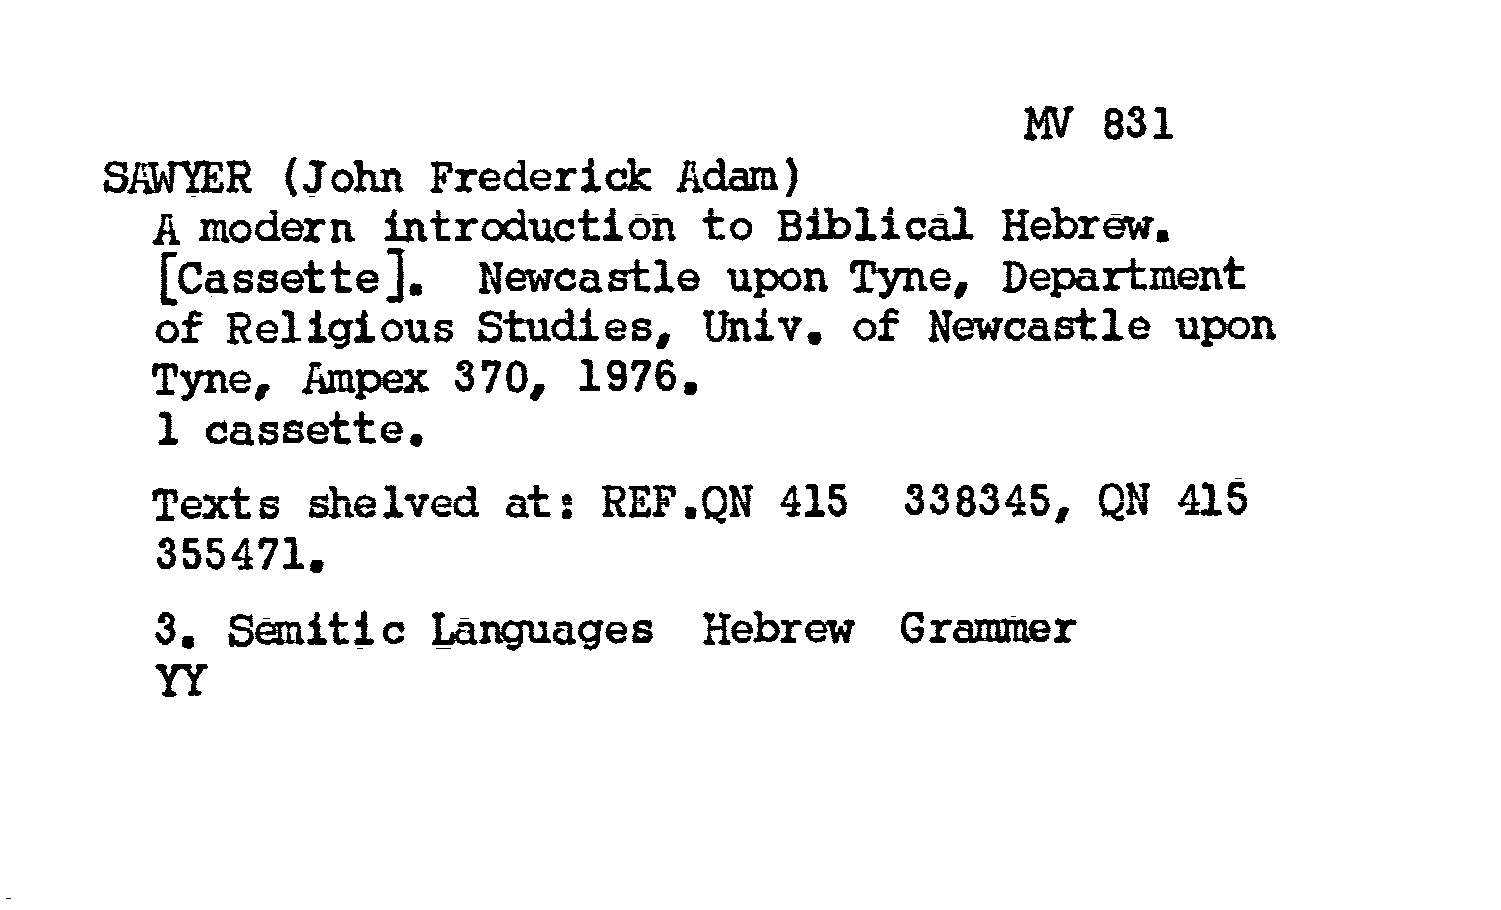 MV 831
SAWYER (John Frederick Adam)
A modern introduction to Biblical Hebrew.
[Cassette]. Newcastle upon Tyne, Department
of Religious Studies, Univ. of Newcastle upon
Tyne, Ampex 370, 1976.
1 cassette.
Texts shelved at: REF.QN 415 338345, QN 415
355471.
3. Semitic Languages Hebrew Grammer
YY